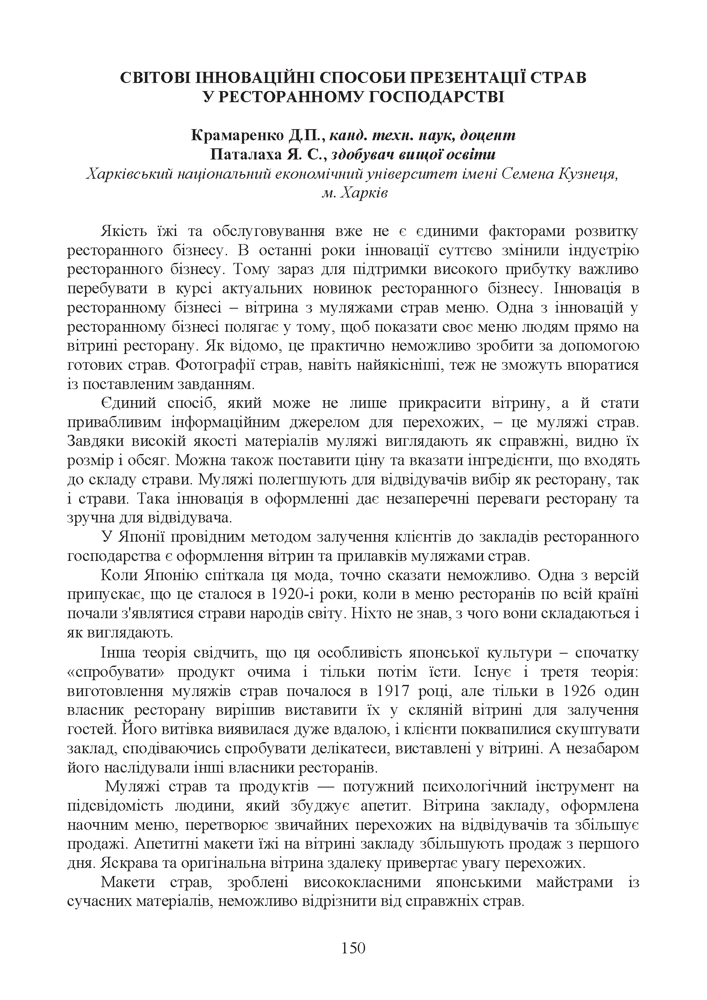 СВІТОВІ ІННОВАЦІЙНІ СПОСОБИ ПРЕЗЕНТАЦІЇ СТРАВ
У РЕСТОРАННОМУ ГОСПОДАРСТВІ
Крамаренко Д.П., канд. техн. наук, доцент
Паталаха Я. С., здобувач вищої освіти
Харківський національний економічний університет імені Семена Кузнеця,
м. Харків
Якість їжі та обслуговування вже не є єдиними факторами розвитку
ресторанного бізнесу. В останні роки інновації суттєво змінили індустрію
ресторанного бізнесу. Тому зараз для підтримки високого прибутку важливо
перебувати в курсі актуальних новинок ресторанного бізнесу. Інновація в
ресторанному бізнесі – вітрина з муляжами страв меню. Одна з інновацій у
ресторанному бізнесі полягає у тому, щоб показати своє меню людям прямо на
вітрині ресторану. Як відомо, це практично неможливо зробити за допомогою
готових страв. Фотографії страв, навіть найякісніші, теж не зможуть впоратися
із поставленим завданням.
Єдиний спосіб, який може не лише прикрасити вітрину, а й стати
привабливим інформаційним джерелом для перехожих, – це муляжі страв.
Завдяки високій якості матеріалів муляжі виглядають як справжні, видно їх
розмір і обсяг. Можна також поставити ціну та вказати інгредієнти, що входять
до складу страви. Муляжі полегшують для відвідувачів вибір як ресторану, так
і страви. Така інновація в оформленні дає незаперечні переваги ресторану та
зручна для відвідувача.
У Японії провідним методом залучення клієнтів до закладів ресторанного
господарства є оформлення вітрин та прилавків муляжами страв.
Коли Японію спіткала ця мода, точно сказати неможливо. Одна з версій
припускає, що це сталося в 1920-і роки, коли в меню ресторанів по всій країні
почали з'являтися страви народів світу. Ніхто не знав, з чого вони складаються і
як виглядають.
Інша теорія свідчить, що ця особливість японської культури – спочатку
«спробувати» продукт очима і тільки потім їсти. Існує і третя теорія:
виготовлення муляжів страв почалося в 1917 році, але тільки в 1926 один
власник ресторану вирішив виставити їх у скляній вітрині для залучення
гостей. Його витівка виявилася дуже вдалою, і клієнти поквапилися скуштувати
заклад, сподіваючись спробувати делікатеси, виставлені у вітрині. А незабаром
його наслідували інші власники ресторанів.
Муляжі страв та продуктів — потужний психологічний інструмент на
підсвідомість людини, який збуджує апетит. Вітрина закладу, оформлена
наочним меню, перетворює звичайних перехожих на відвідувачів та збільшує
продажі. Апетитні макети їжі на вітрині закладу збільшують продаж з першого
дня. Яскрава та оригінальна вітрина здалеку привертає увагу перехожих.
Макети страв, зроблені висококласними японськими майстрами із
сучасних матеріалів, неможливо відрізнити від справжніх страв.
150